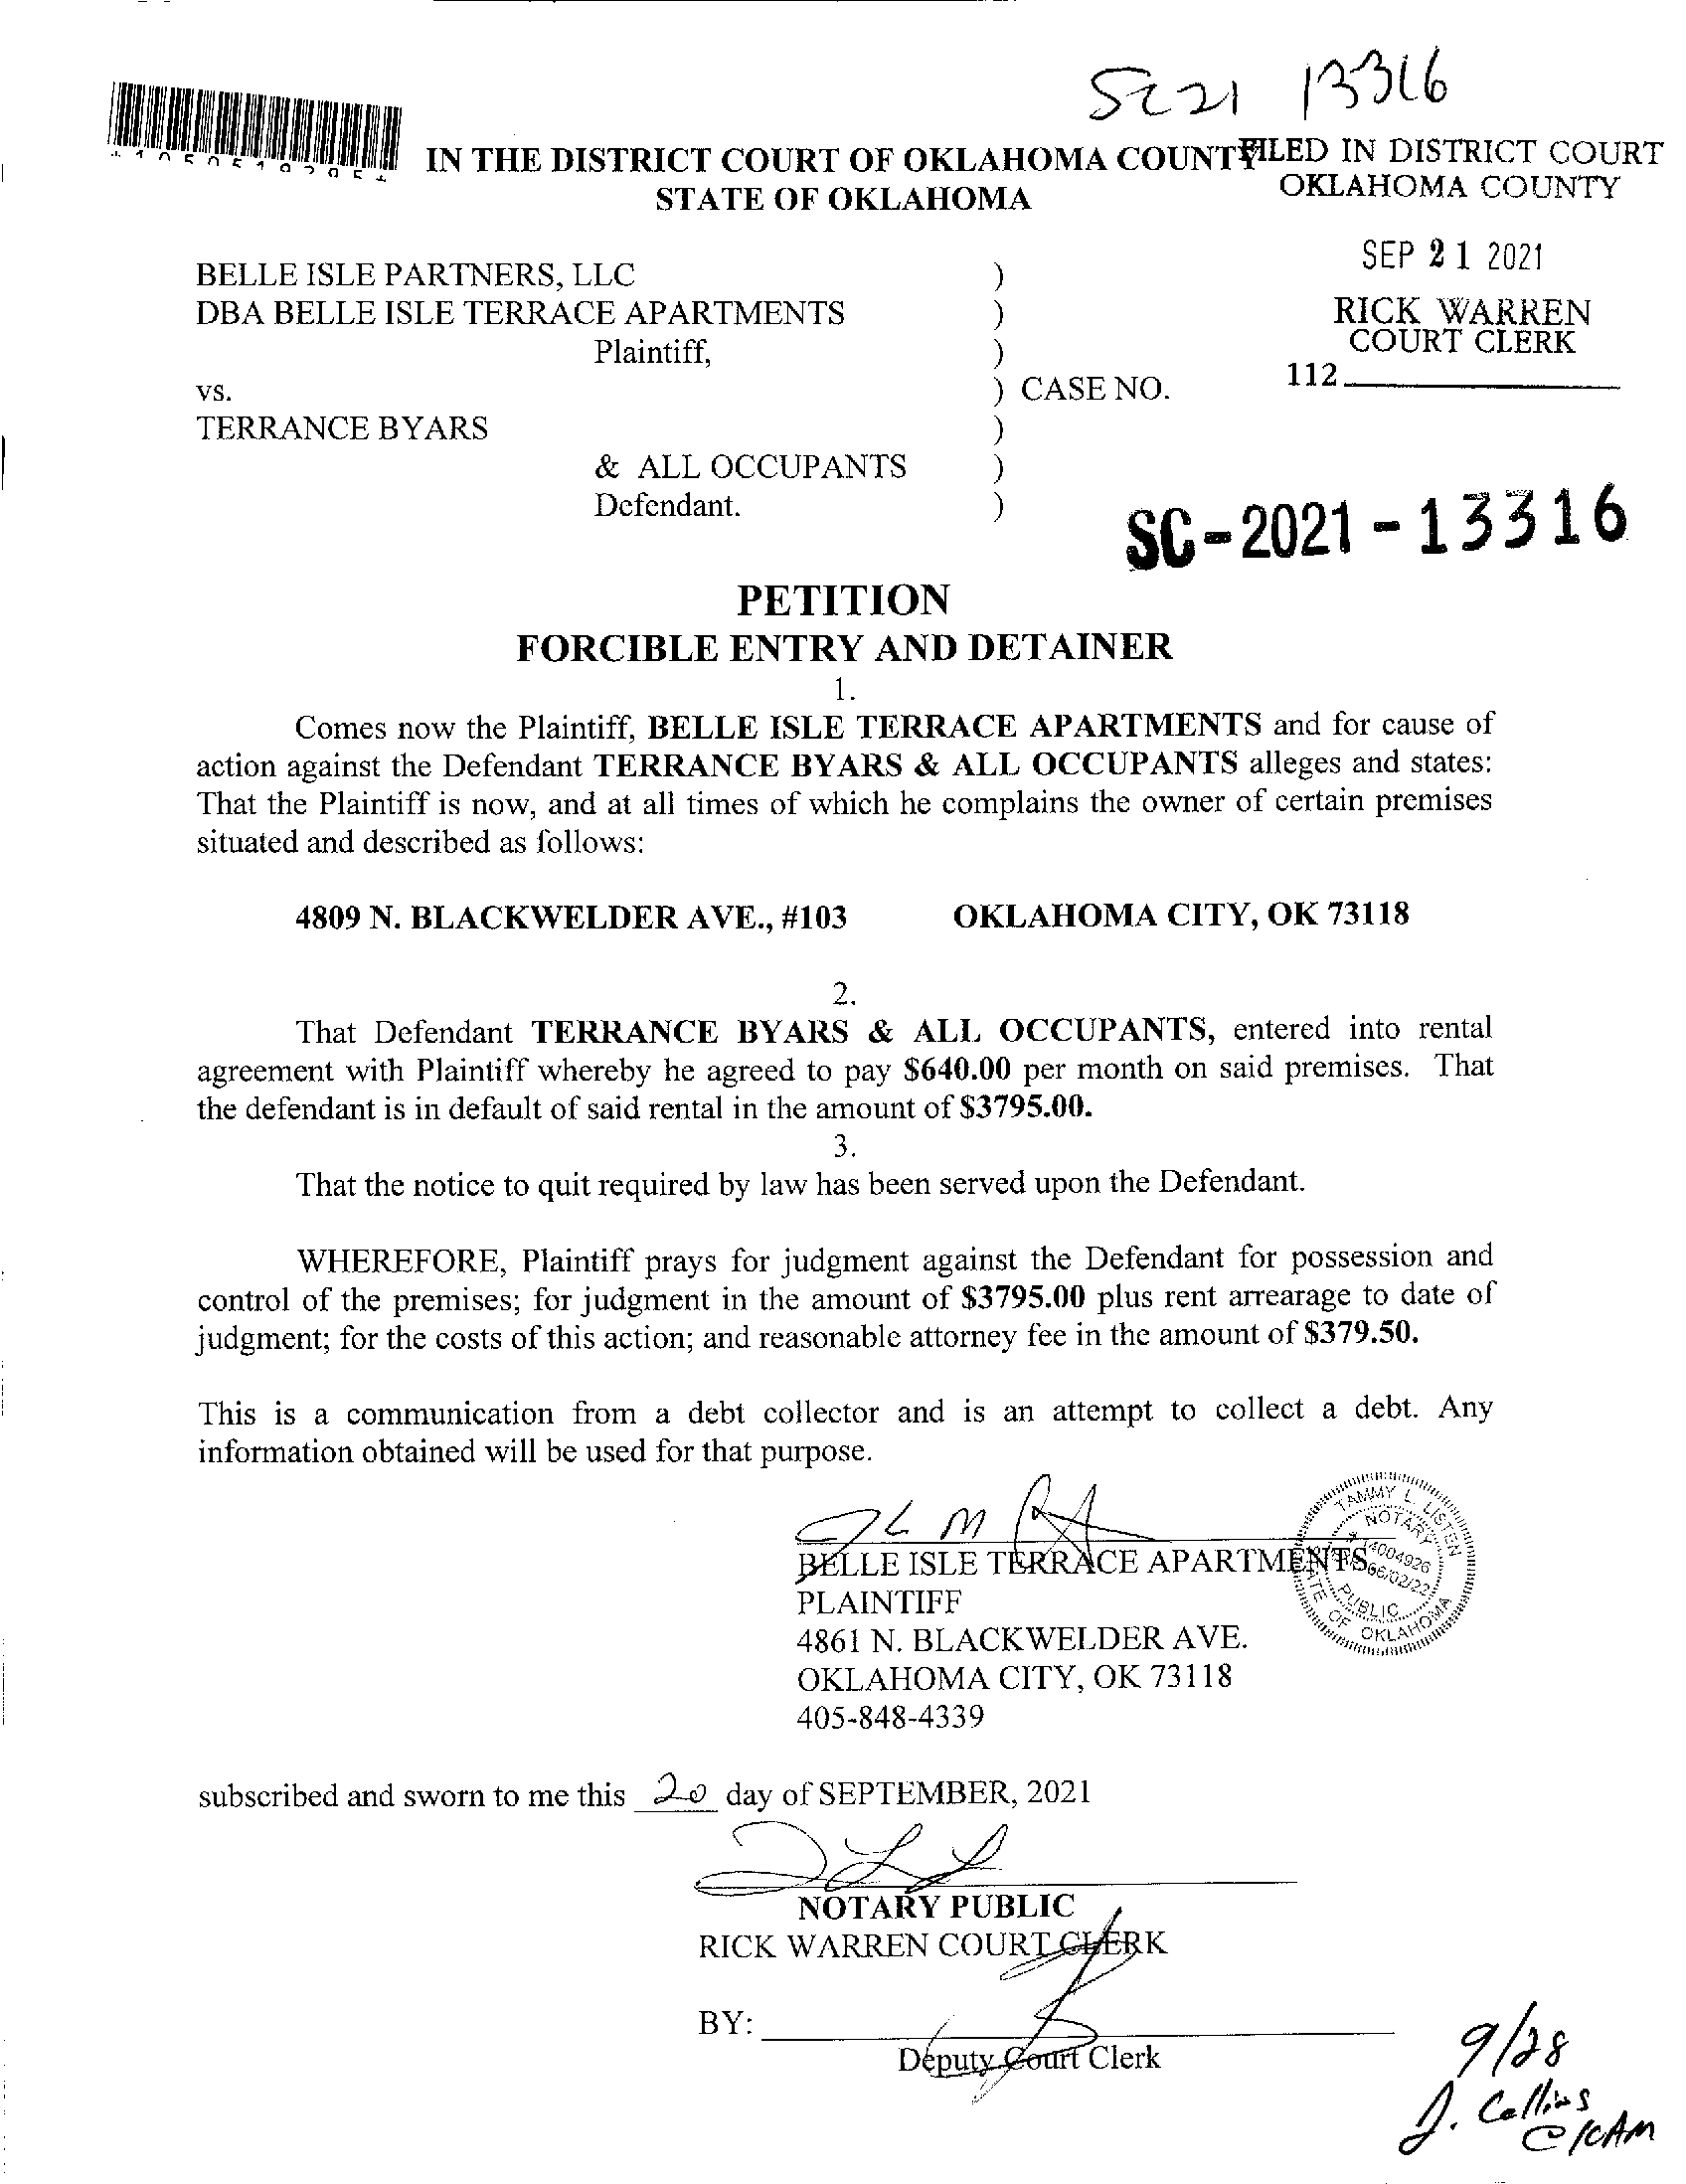 SC21 13316
IN THE DISTRICT COURT OF OKLAHOMA COUNTY
STATE OF OKLAHOMA
FILED IN DISTRICT COURT
OKLAHOMA COUNTY
SEP 21 2021
RICK WARREN
COURT CLERK
112
BELLE ISLE PARTNERS, LLC )
DBA BELLE ISLE TERRACE APARTMENTS )
Plaintiff, )
vs. ) CASE NO.
TERRANCE BYARS )
& ALL OCCUPANTS )
Defendant. )
SC-2021-13316
PETITION
FORCIBLE ENTRY AND DETAINER
1.
Comes now the Plaintiff, BELLE ISLE TERRACE APARTMENTS and for cause of
action against the Defendant TERRANCE BYARS & ALL OCCUPANTS alleges and states:
That the Plaintiff is now, and at all times of which he complains the owner of certain premises
situated and described as follows:
4809 N. BLACKWELDER AVE., #103 OKLAHOMA CITY, OK 73118
2.
That Defendant TERRANCE BYARS & ALL OCCUPANTS, entered into rental
agreement with Plaintiff whereby he agreed to pay $640.00 per month on said premises. That
the defendant is in default of said rental in the amount of $3795.00.
3.
That the notice to quit required by law has been served upon the Defendant.
WHEREFORE, Plaintiff prays for judgment against the Defendant for possession and
control of the premises; for judgment in the amount of $3795.00 plus rent arrearage to date of
judgment; for the costs of this action; and reasonable attorney fee in the amount of $379.50.
This is a communication from a debt collector and is an attempt to collect a debt. Any
information obtained will be used for that purpose.
BELLE ISLE TERRACE APARTMENTS
PLAINTIFF
4861 N. BLACKWELDER AVE.
OKLAHOMA CITY, OK 73118
405-848-4339
TAMMY L. LISTEN
NOTARY
14004926
06/02/22
PUBLIC
STATE OF OKLAHOMA
subscribed and sworn to me this 20 day of SEPTEMBER, 2021
NOTARY PUBLIC
RICK WARREN COURT CLERK
BY:
Deputy Court Clerk
9/28
J. Collins
@ 10AM